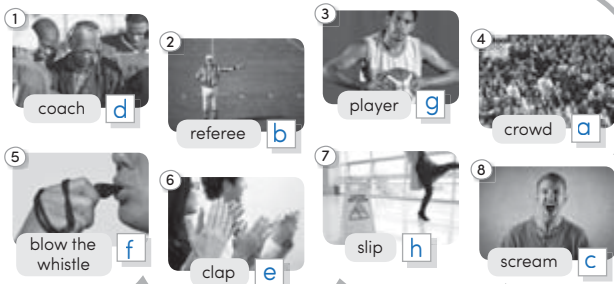 1
coach d
2
referee b
3
player g
4
crowd a
5
blow the
whistle f
6
clap e
7
slip h
8
scream c